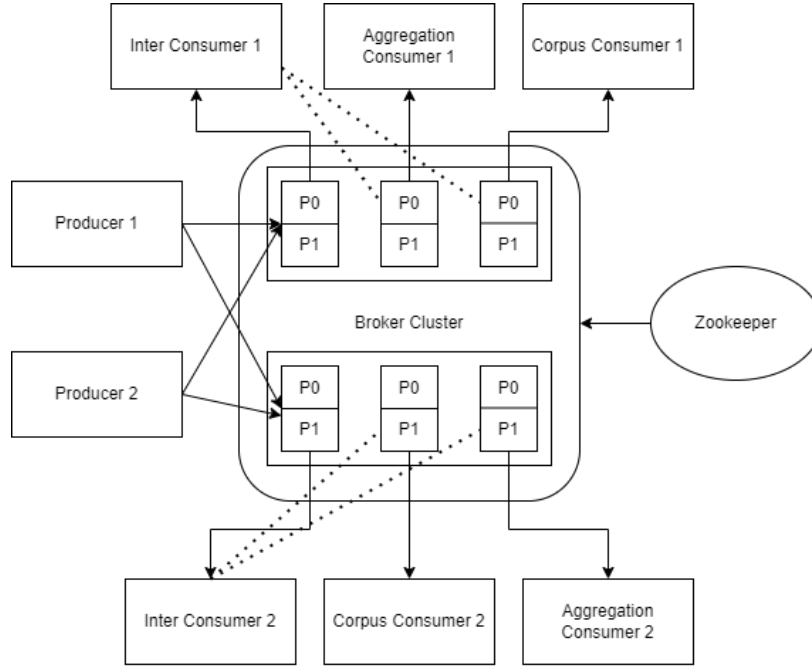 Inter Consumer 1
Aggregation
Consumer 1
Corpus Consumer 1
Producer 1
P0
P0
P0
P1
P1
P1
Broker Cluster
Zookeeper
Producer 2
P0
P0
P0
P1
P1
P1
Inter Consumer 2
Corpus Consumer 2
Aggregation
Consumer 2